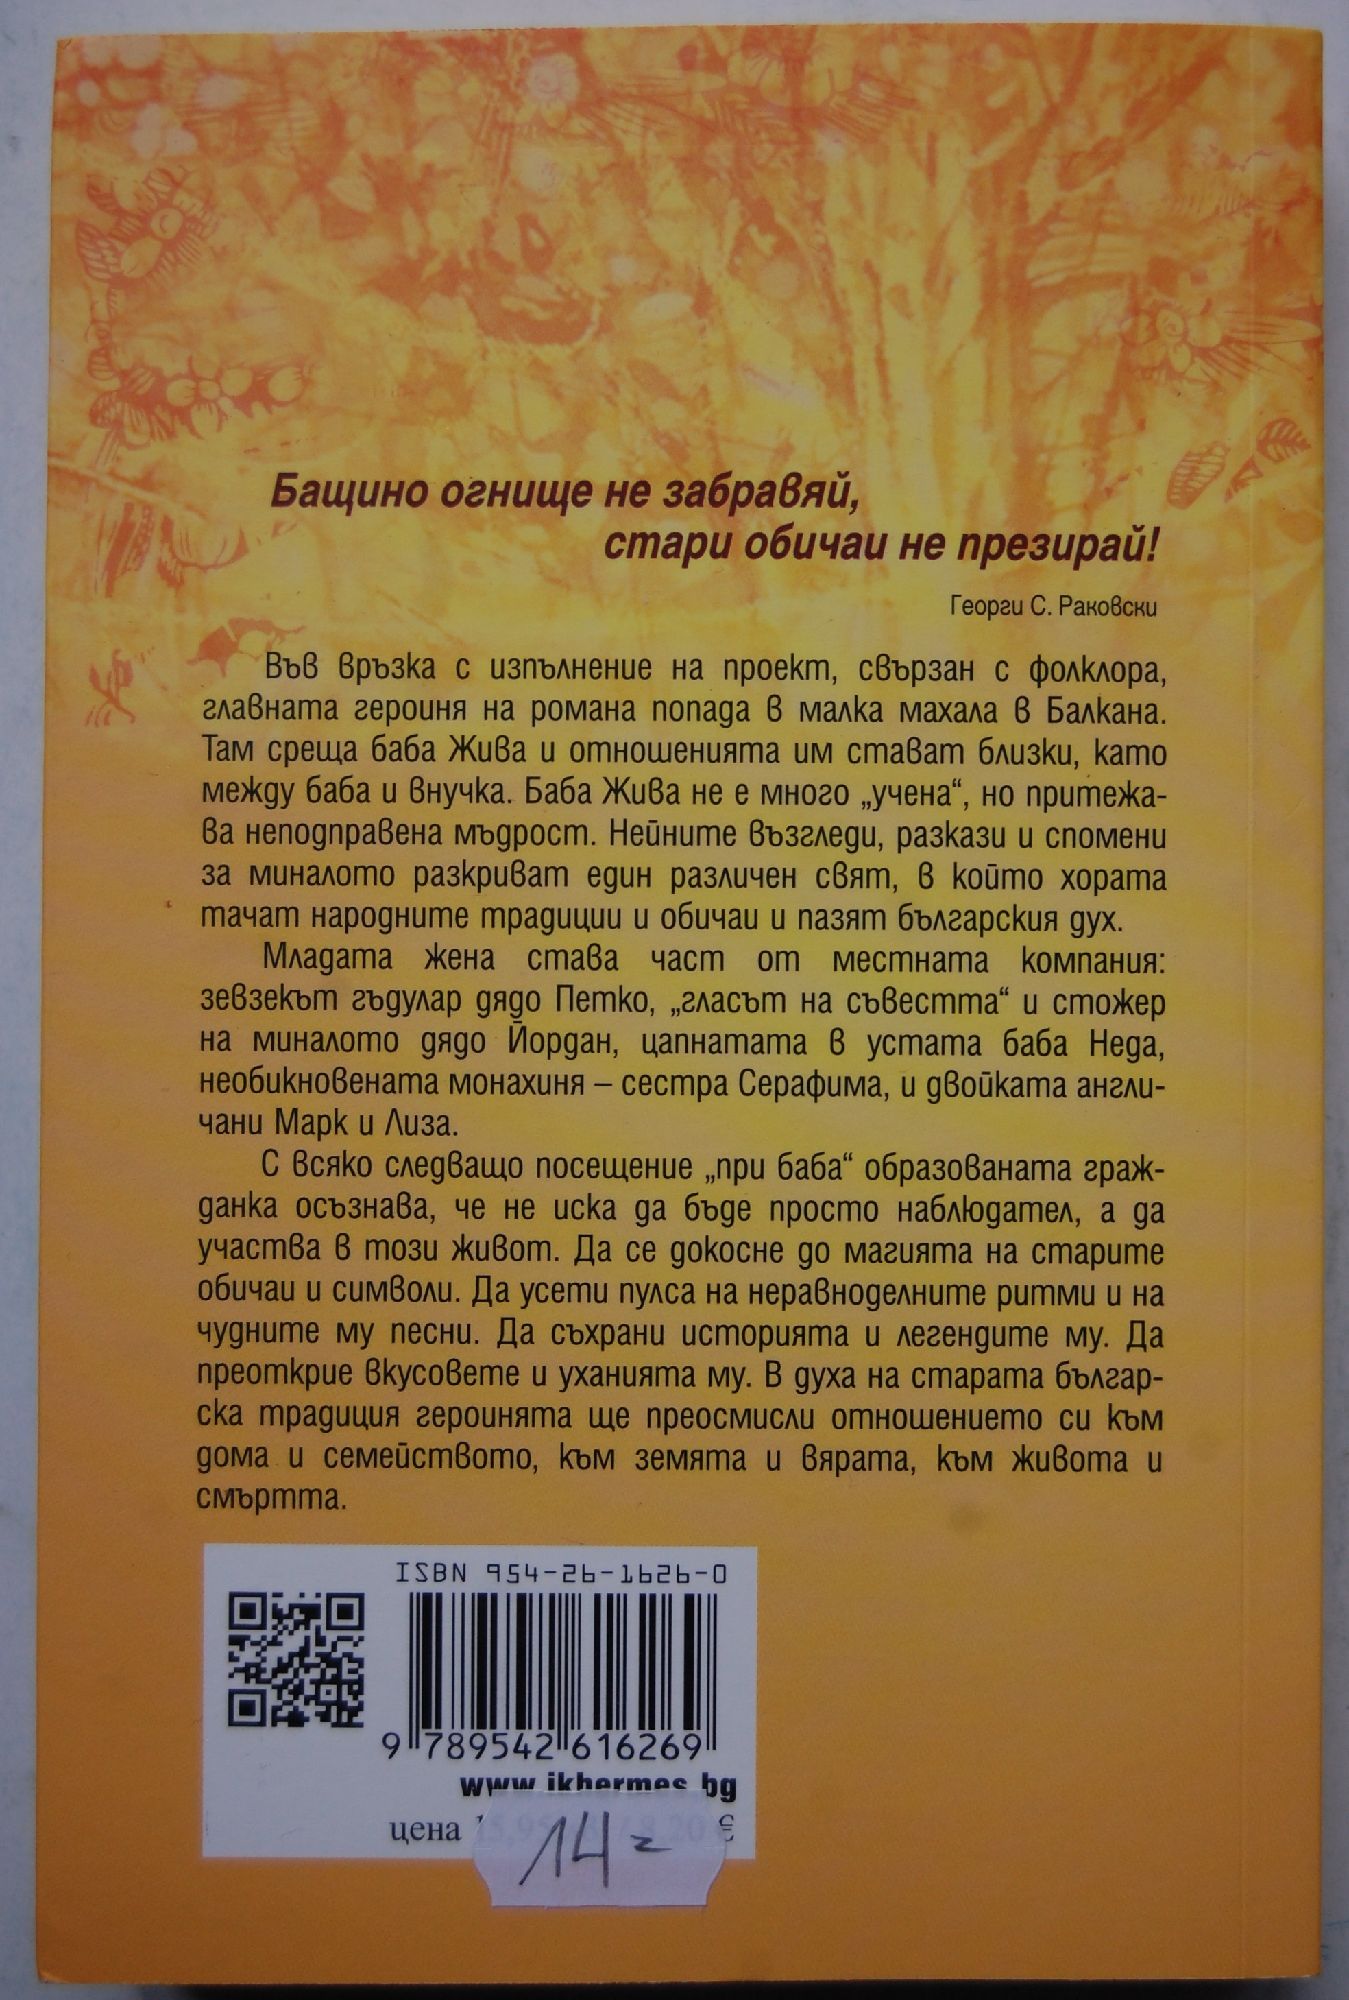 Бащино огнище не забравяй,
стари обичаи не презирай!
Георги С. Раковски
Във връзка с изпълнение на проект, свързан с фолклора,
главната героиня на романа попада в малка махала в Балкана.
Там среща баба Жива и отношенията им стават близки, като
между баба и внучка. Баба Жива не е много „учена“, но притежа-
ва неподправена мъдрост. Нейните възгледи, разкази и спомени
за миналото разкриват един различен свят, в който хората
тачат народните традиции и обичаи и пазят българския дух.
Младата жена става част от местната компания:
зевзекът гъдулар дядо Петко, „гласът на съвестта“ и стожер
на миналото дядо Йордан, цапнатата в устата баба Неда,
необикновената монахиня – сестра Серафима, и двойката англи-
чани Марк и Лиза.
С всяко следващо посещение „при баба“ образованата граж-
данка осъзнава, че не иска да бъде просто наблюдател, а да
участва в този живот. Да се докосне до магията на старите
обичаи и символи. Да усети пулса на неравноделните ритми и на
чудните му песни. Да съхрани историята и легендите му. Да
преоткрие вкусовете и уханията му. В духа на старата българ-
ска традиция героинята ще преосмисли отношението си към
дома и семейството, към земята и вярата, към живота и
смъртта.
ISBN 954-26-1626-0
9 789542 616269
www.ikhermes.bg
цена €
14 =